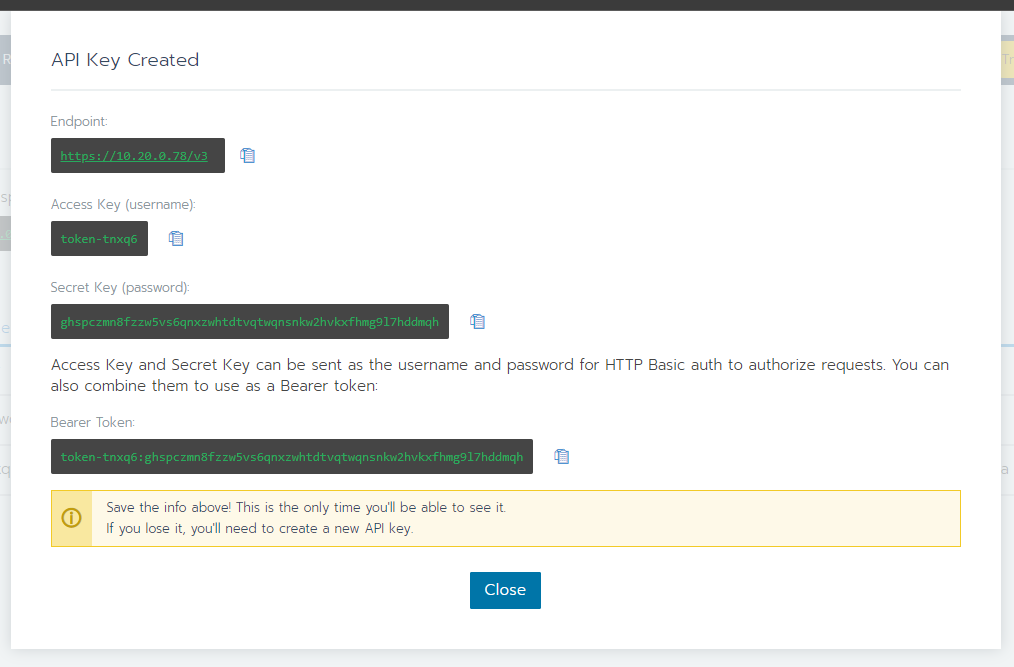 API Key Created
Endpoint:
https://10.20.0.78/v3
Access Key (username):
token-tnxq6
Secret Key (password):
ghspczmn8fzzw5vs6qnxzwhtdtvqtwqnsnkw2hvkxfhmg9l7hddmqh
Access Key and Secret Key can be sent as the username and password for HTTP Basic auth to authorize requests. You can
also combine them to use as a Bearer token:
Bearer Token:
token-tnxq6:ghspczmn8fzzw5vs6qnxzwhtdtvqtwqnsnkw2hvkxfhmg9l7hddmqh
Save the info above! This is the only time you'll be able to see it.
If you lose it, you'll need to create a new API key.
Close